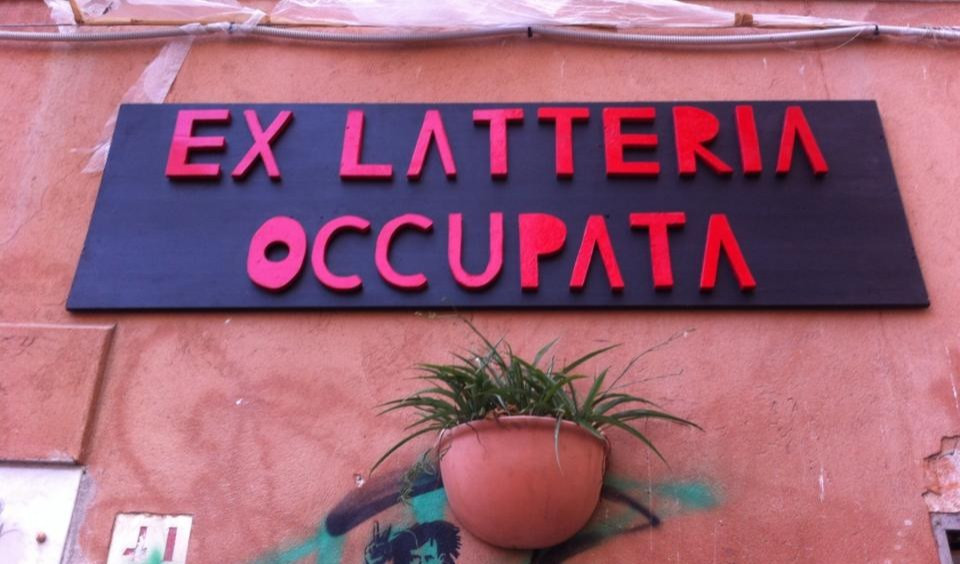 EX LATTERIA
OCCUPATA